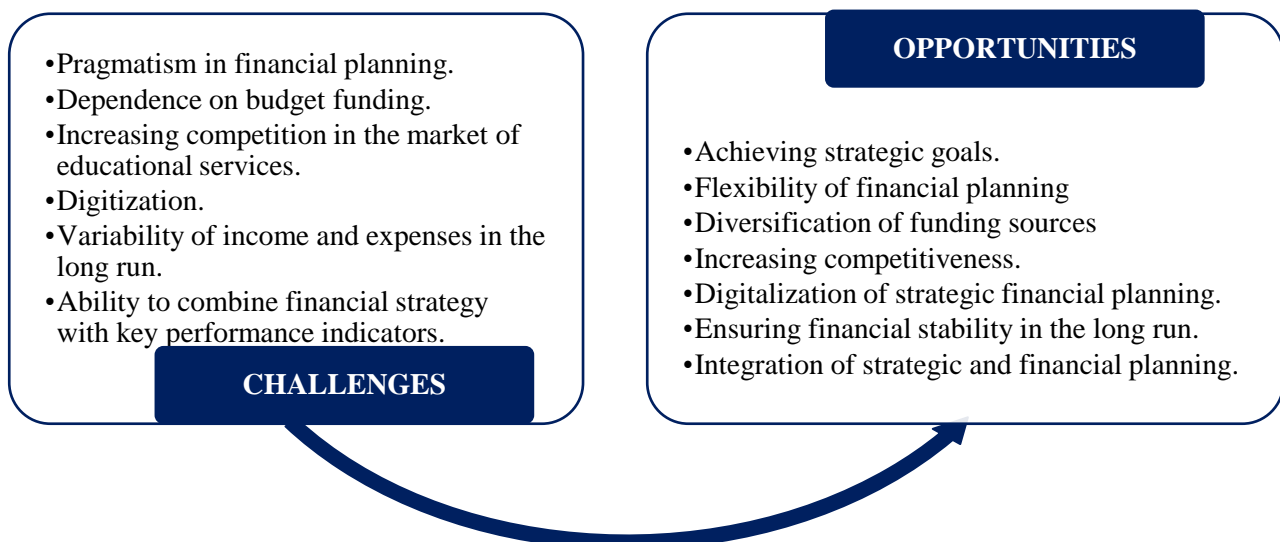 •Pragmatism in financial planning.
•Dependence on budget funding.
•Increasing competition in the market of
educational services.
•Digitization.
•Variability of income and expenses in the
long run.
•Ability to combine financial strategy
with key performance indicators.
CHALLENGES
OPPORTUNITIES
•Achieving strategic goals.
•Flexibility of financial planning
•Diversification of funding sources
•Increasing competitiveness.
•Digitalization of strategic financial planning.
•Ensuring financial stability in the long run.
•Integration of strategic and financial planning.